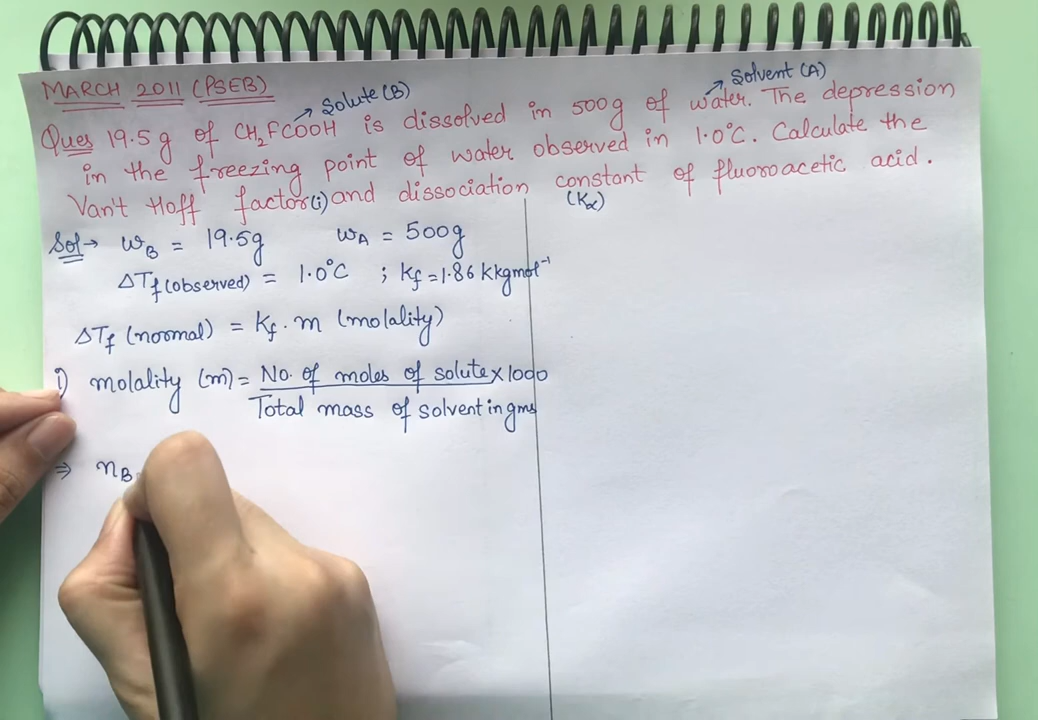 MARCH 2011 (PSEB)
→ Solute (B)
→ Solvent (A)
Ques 19.5 g of CH₂FCOOH is dissolved in 500g of water. The depression
in the freezing point of water observed in 1.0°C. Calculate the
Van't Hoff factor (i) and dissociation constant of fluoroacetic acid.
(Kα)
Sol → wB = 19.5g wA = 500g
ΔTf (observed) = 1.0°C ; Kf = 1.86 K kg mol⁻¹
ΔTf (normal) = Kf . m (molality)
i) molality (m) = No. of moles of solute × 1000
Total mass of solvent in gms
⇒ nB